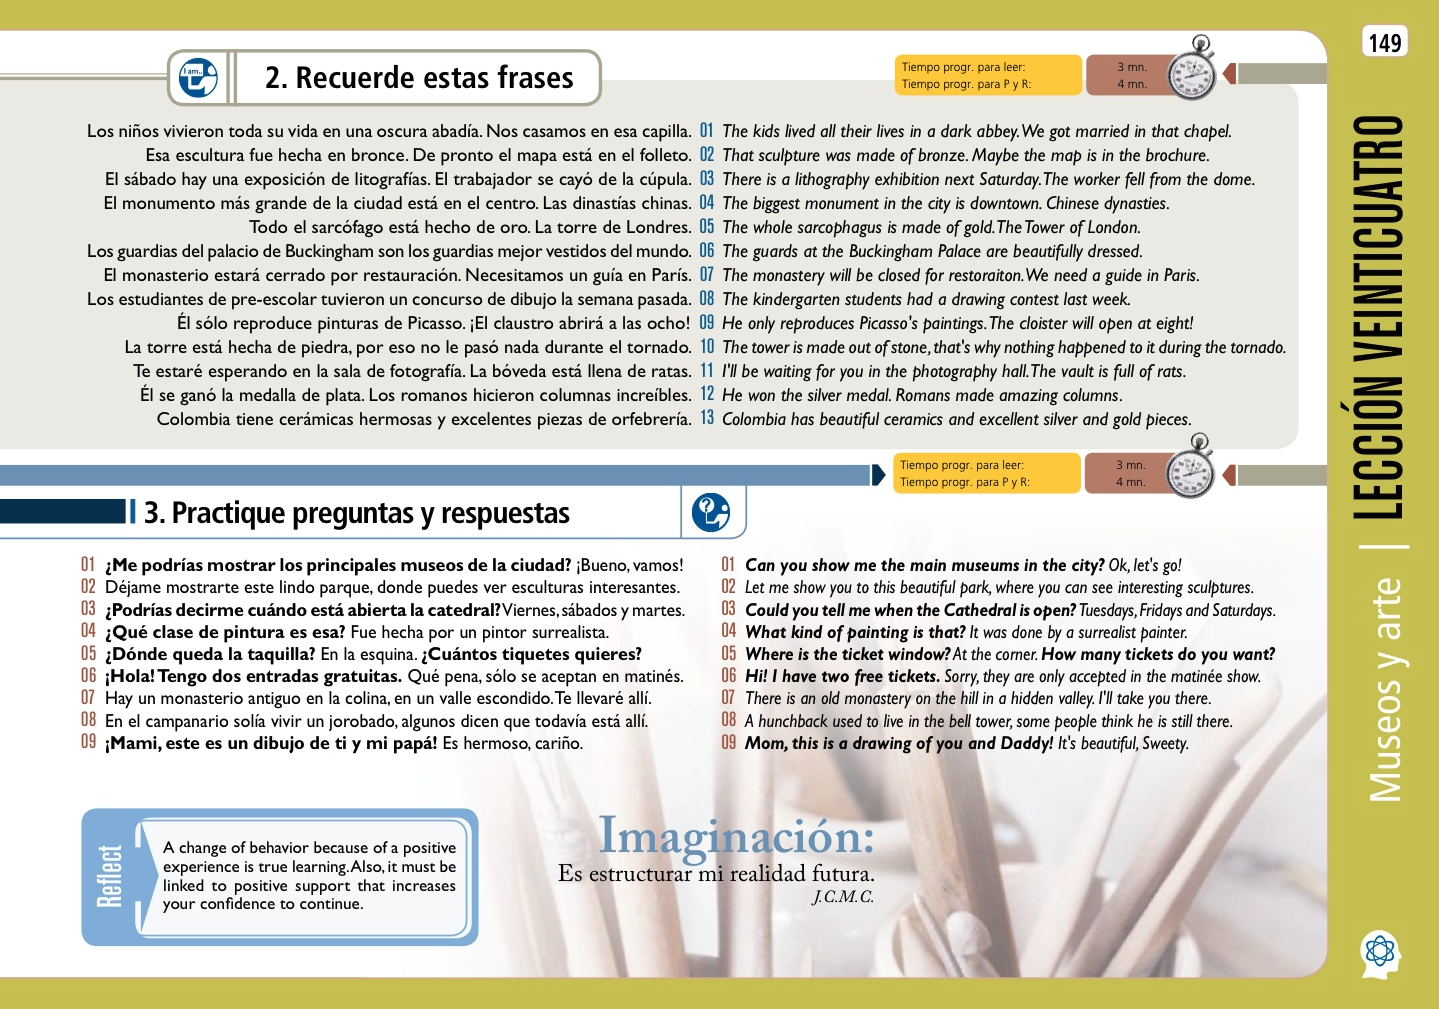 149
I am...
2. Recuerde estas frases
Tiempo progr. para leer: 3 mn.
Tiempo progr. para P y R: 4 mn.
Los niños vivieron toda su vida en una oscura abadía. Nos casamos en esa capilla. 01 The kids lived all their lives in a dark abbey. We got married in that chapel.
Esa escultura fue hecha en bronce. De pronto el mapa está en el folleto. 02 That sculpture was made of bronze. Maybe the map is in the brochure.
El sábado hay una exposición de litografías. El trabajador se cayó de la cúpula. 03 There is a lithography exhibition next Saturday. The worker fell from the dome.
El monumento más grande de la ciudad está en el centro. Las dinastías chinas. 04 The biggest monument in the city is downtown. Chinese dynasties.
Todo el sarcófago está hecho de oro. La torre de Londres. 05 The whole sarcophagus is made of gold. The Tower of London.
Los guardias del palacio de Buckingham son los guardias mejor vestidos del mundo. 06 The guards at the Buckingham Palace are beautifully dressed.
El monasterio estará cerrado por restauración. Necesitamos un guía en París. 07 The monastery will be closed for restoraiton. We need a guide in Paris.
Los estudiantes de pre-escolar tuvieron un concurso de dibujo la semana pasada. 08 The kindergarten students had a drawing contest last week.
Él sólo reproduce pinturas de Picasso. ¡El claustro abrirá a las ocho! 09 He only reproduces Picasso's paintings. The cloister will open at eight!
La torre está hecha de piedra, por eso no le pasó nada durante el tornado. 10 The tower is made out of stone, that's why nothing happened to it during the tornado.
Te estaré esperando en la sala de fotografía. La bóveda está llena de ratas. 11 I'll be waiting for you in the photography hall. The vault is full of rats.
Él se ganó la medalla de plata. Los romanos hicieron columnas increíbles. 12 He won the silver medal. Romans made amazing columns.
Colombia tiene cerámicas hermosas y excelentes piezas de orfebrería. 13 Colombia has beautiful ceramics and excellent silver and gold pieces.
Tiempo progr. para leer: 3 mn.
Tiempo progr. para P y R: 4 mn.
3. Practique preguntas y respuestas
?
01 ¿Me podrías mostrar los principales museos de la ciudad? ¡Bueno, vamos!
02 Déjame mostrarte este lindo parque, donde puedes ver esculturas interesantes.
03 ¿Podrías decirme cuándo está abierta la catedral? Viernes, sábados y martes.
04 ¿Qué clase de pintura es esa? Fue hecha por un pintor surrealista.
05 ¿Dónde queda la taquilla? En la esquina. ¿Cuántos tiquetes quieres?
06 ¡Hola! Tengo dos entradas gratuitas. Qué pena, sólo se aceptan en matinés.
07 Hay un monasterio antiguo en la colina, en un valle escondido. Te llevaré allí.
08 En el campanario solía vivir un jorobado, algunos dicen que todavía está allí.
09 ¡Mami, este es un dibujo de ti y mi papá! Es hermoso, cariño.
01 Can you show me the main museums in the city? Ok, let's go!
02 Let me show you to this beautiful park, where you can see interesting sculptures.
03 Could you tell me when the Cathedral is open? Tuesdays, Fridays and Saturdays.
04 What kind of painting is that? It was done by a surrealist painter.
05 Where is the ticket window? At the corner. How many tickets do you want?
06 Hi! I have two free tickets. Sorry, they are only accepted in the matinée show.
07 There is an old monastery on the hill in a hidden valley. I'll take you there.
08 A hunchback used to live in the bell tower, some people think he is still there.
09 Mom, this is a drawing of you and Daddy! It's beautiful, Sweety.
Reflect
A change of behavior because of a positive
experience is true learning. Also, it must be
linked to positive support that increases
your confidence to continue.
Imaginación:
Es estructurar mi realidad futura.
J.C.M.C.
Museos y arte | LECCIÓN VEINTICUATRO